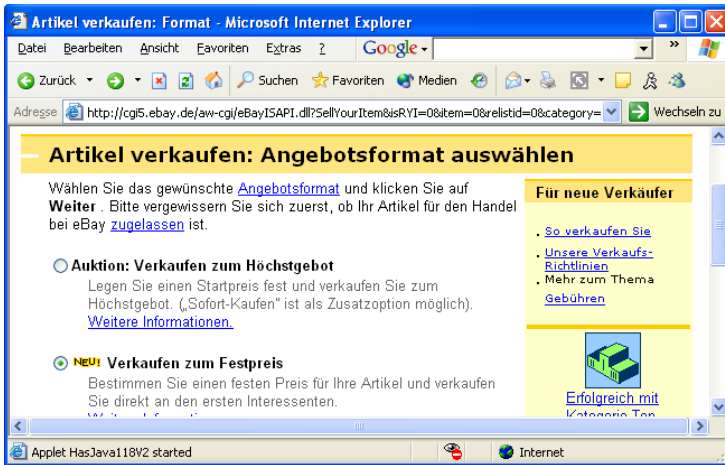 Artikel verkaufen: Format - Microsoft Internet Explorer
Datei Bearbeiten Ansicht Favoriten Extras ? Google
Zurück Suchen Favoriten Medien
Adresse http://cgi5.ebay.de/aw-cgi/eBayISAPI.dll?SellYourItem&isRYI=0&item=0&relistid=0&category= Wechseln zu
Artikel verkaufen: Angebotsformat auswählen
Wählen Sie das gewünschte Angebotsformat und klicken Sie auf
Weiter . Bitte vergewissern Sie sich zuerst, ob Ihr Artikel für den Handel
bei eBay zugelassen ist.
Auktion: Verkaufen zum Höchstgebot
Legen Sie einen Startpreis fest und verkaufen Sie zum
Höchstgebot. („Sofort-Kaufen" ist als Zusatzoption möglich).
Weitere Informationen.
NEU! Verkaufen zum Festpreis
Bestimmen Sie einen festen Preis für Ihre Artikel und verkaufen
Sie direkt an den ersten Interessenten.
Für neue Verkäufer
So verkaufen Sie
Unsere Verkaufs-
Richtlinien
Mehr zum Thema
Gebühren
Erfolgreich mit
Applet HasJava118V2 started Internet